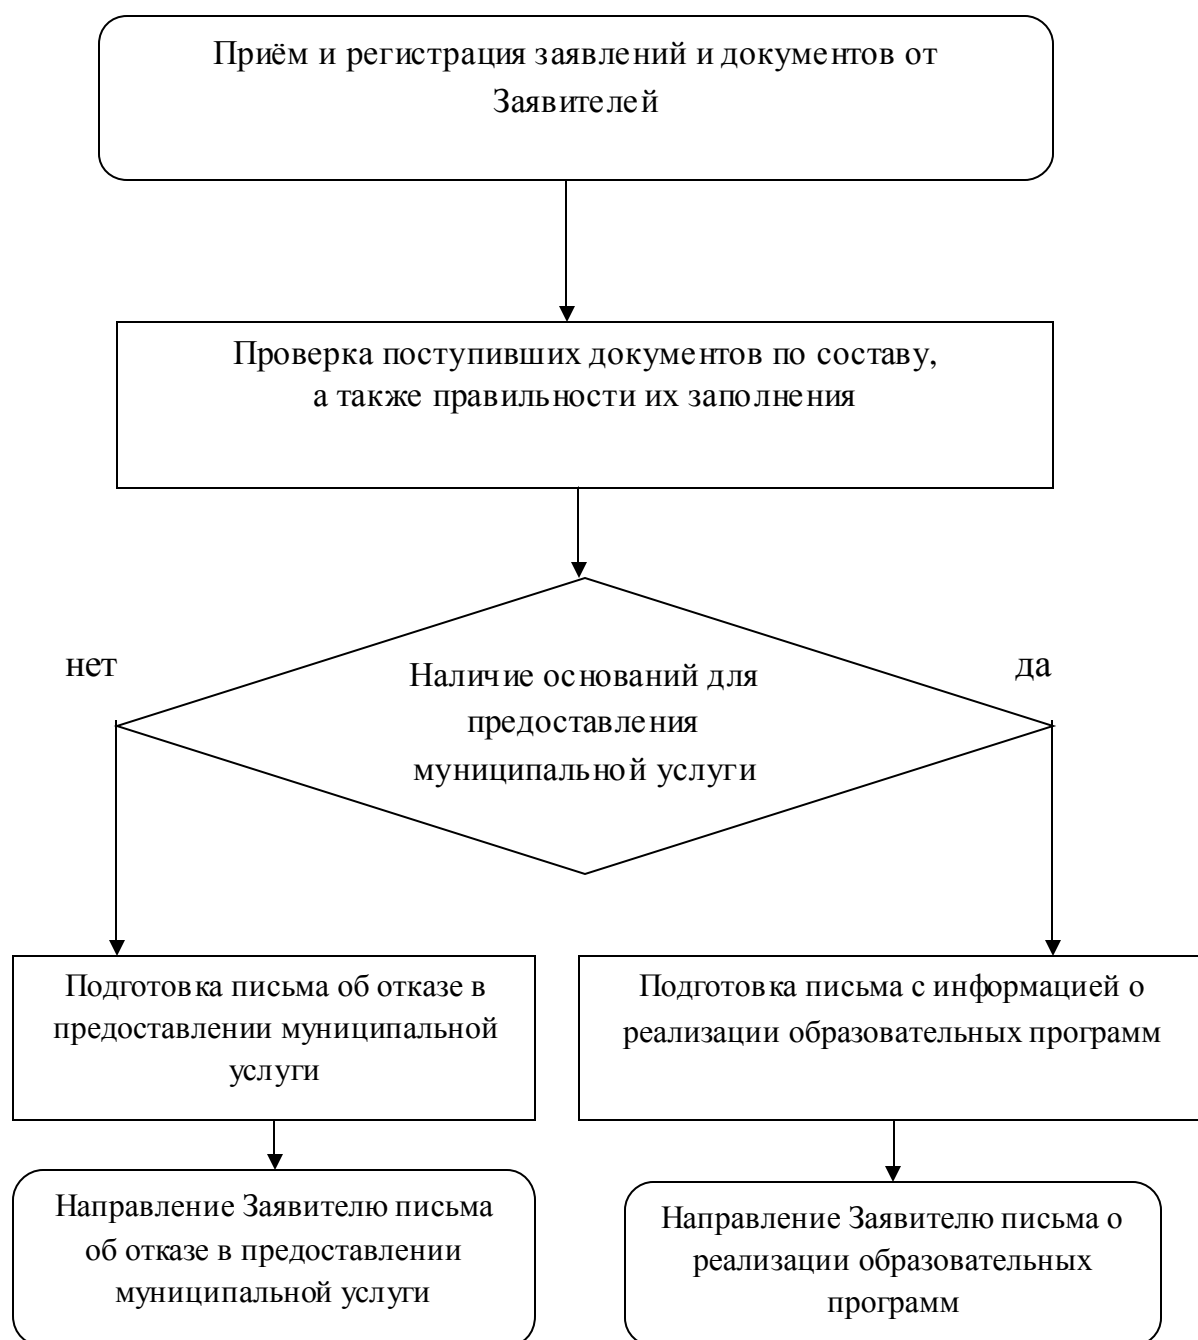 Приём и регистрация заявлений и документов от
Заявителей
Проверка поступивших документов по составу,
а также правильности их заполнения
нет
да
Наличие оснований для
предоставления
муниципальной услуги
Подготовка письма об отказе в
предоставлении муниципальной
услуги
Подготовка письма с информацией о
реализации образовательных программ
Направление Заявителю письма
об отказе в предоставлении
муниципальной услуги
Направление Заявителю письма о
реализации образовательных
программ